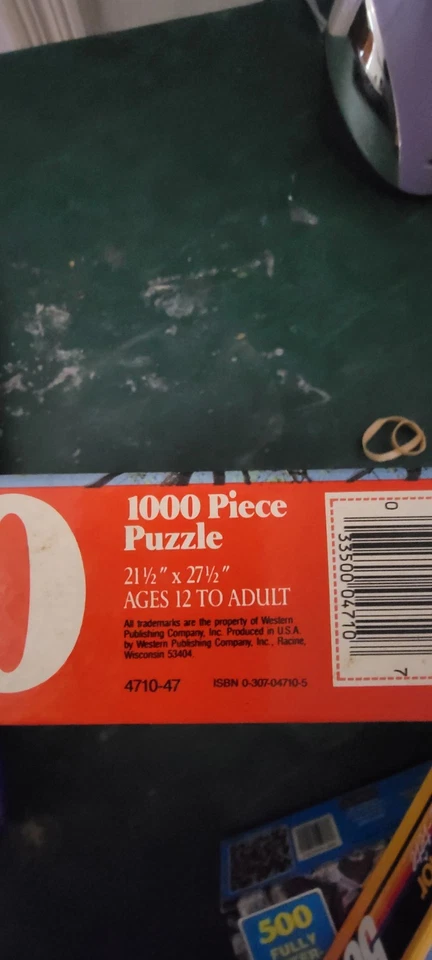 0
1000 Piece
Puzzle
21½" x 27½"
AGES 12 TO ADULT
All trademarks are the property of Western
Publishing Company, Inc. Produced in U.S.A.
by Western Publishing Company, Inc., Racine,
Wisconsin 53404.
4710-47 ISBN 0-307-04710-5
0 33500 04710 7
500
FULLY